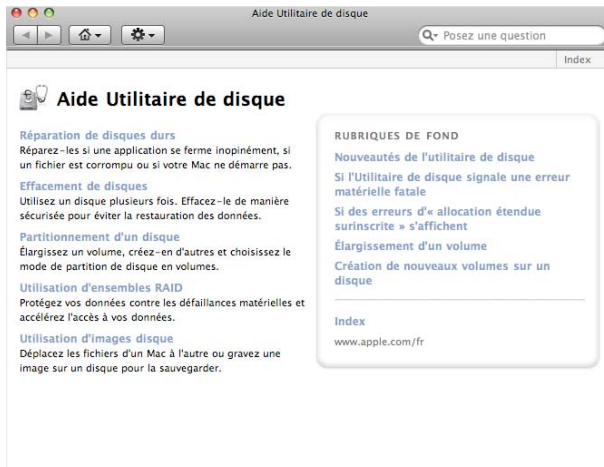 Aide Utilitaire de disque
Posez une question
Index
Aide Utilitaire de disque
Réparation de disques durs
Réparez-les si une application se ferme inopinément, si
un fichier est corrompu ou si votre Mac ne démarre pas.
Effacement de disques
Utilisez un disque plusieurs fois. Effacez-le de manière
sécurisée pour éviter la restauration des données.
Partitionnement d'un disque
Élargissez un volume, créez-en d'autres et choisissez le
mode de partition de disque en volumes.
Utilisation d'ensembles RAID
Protégez vos données contre les défaillances matérielles et
accélérez l'accès à vos données.
Utilisation d'images disque
Déplacez les fichiers d'un Mac à l'autre ou gravez une
image sur un disque pour la sauvegarder.
RUBRIQUES DE FOND
Nouveautés de l'utilitaire de disque
Si l'Utilitaire de disque signale une erreur
matérielle fatale
Si des erreurs d'« allocation étendue
surinscrite » s'affichent
Élargissement d'un volume
Création de nouveaux volumes sur un
disque
Index
www.apple.com/fr